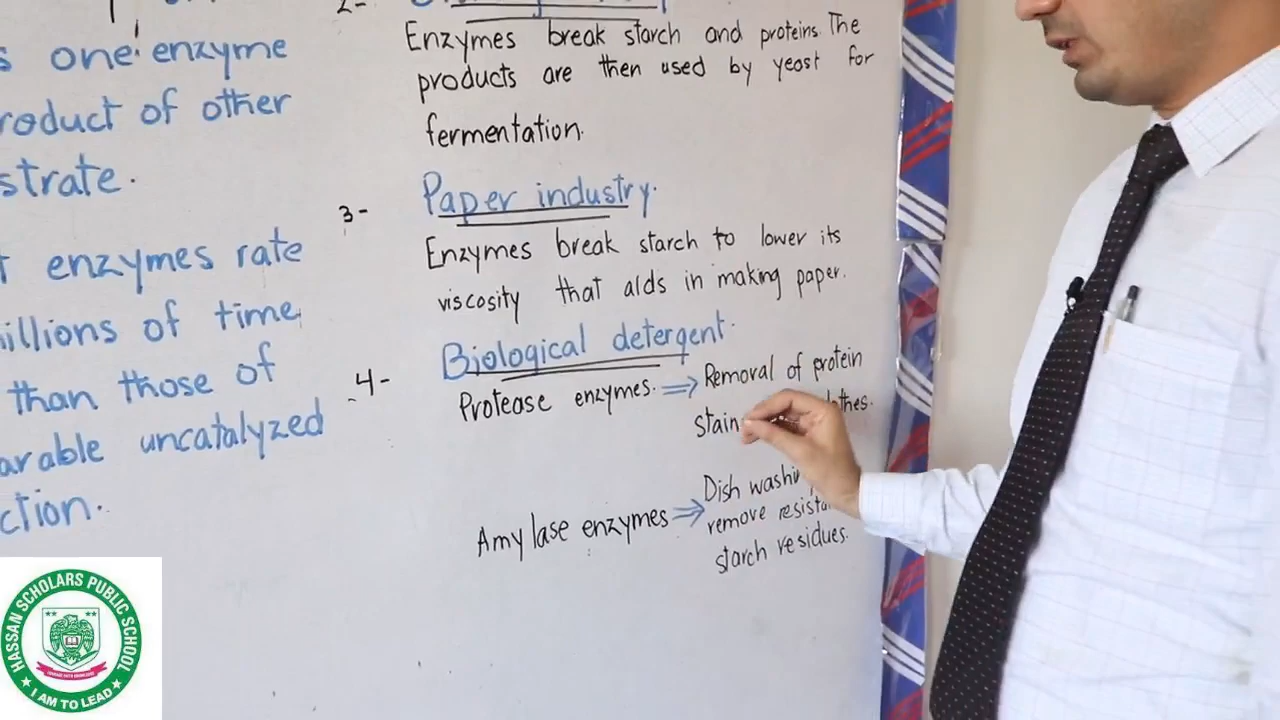 one enzyme
product of other
strate.
enzymes rate
millions of time
than those of
arable uncatalyzed
ction.
2-
Enzymes break starch and proteins. The
products are then used by yeast for
fermentation.
3- Paper industry.
Enzymes break starch to lower its
viscosity that aids in making paper.
4- Biological detergent.
Protease enzymes. ⇒ Removal of protein
stain
Amylase enzymes ⇒ Dish washi
remove resista
starch residues.
HASSAN SCHOLARS PUBLIC SCHOOL
I AM TO LEAD